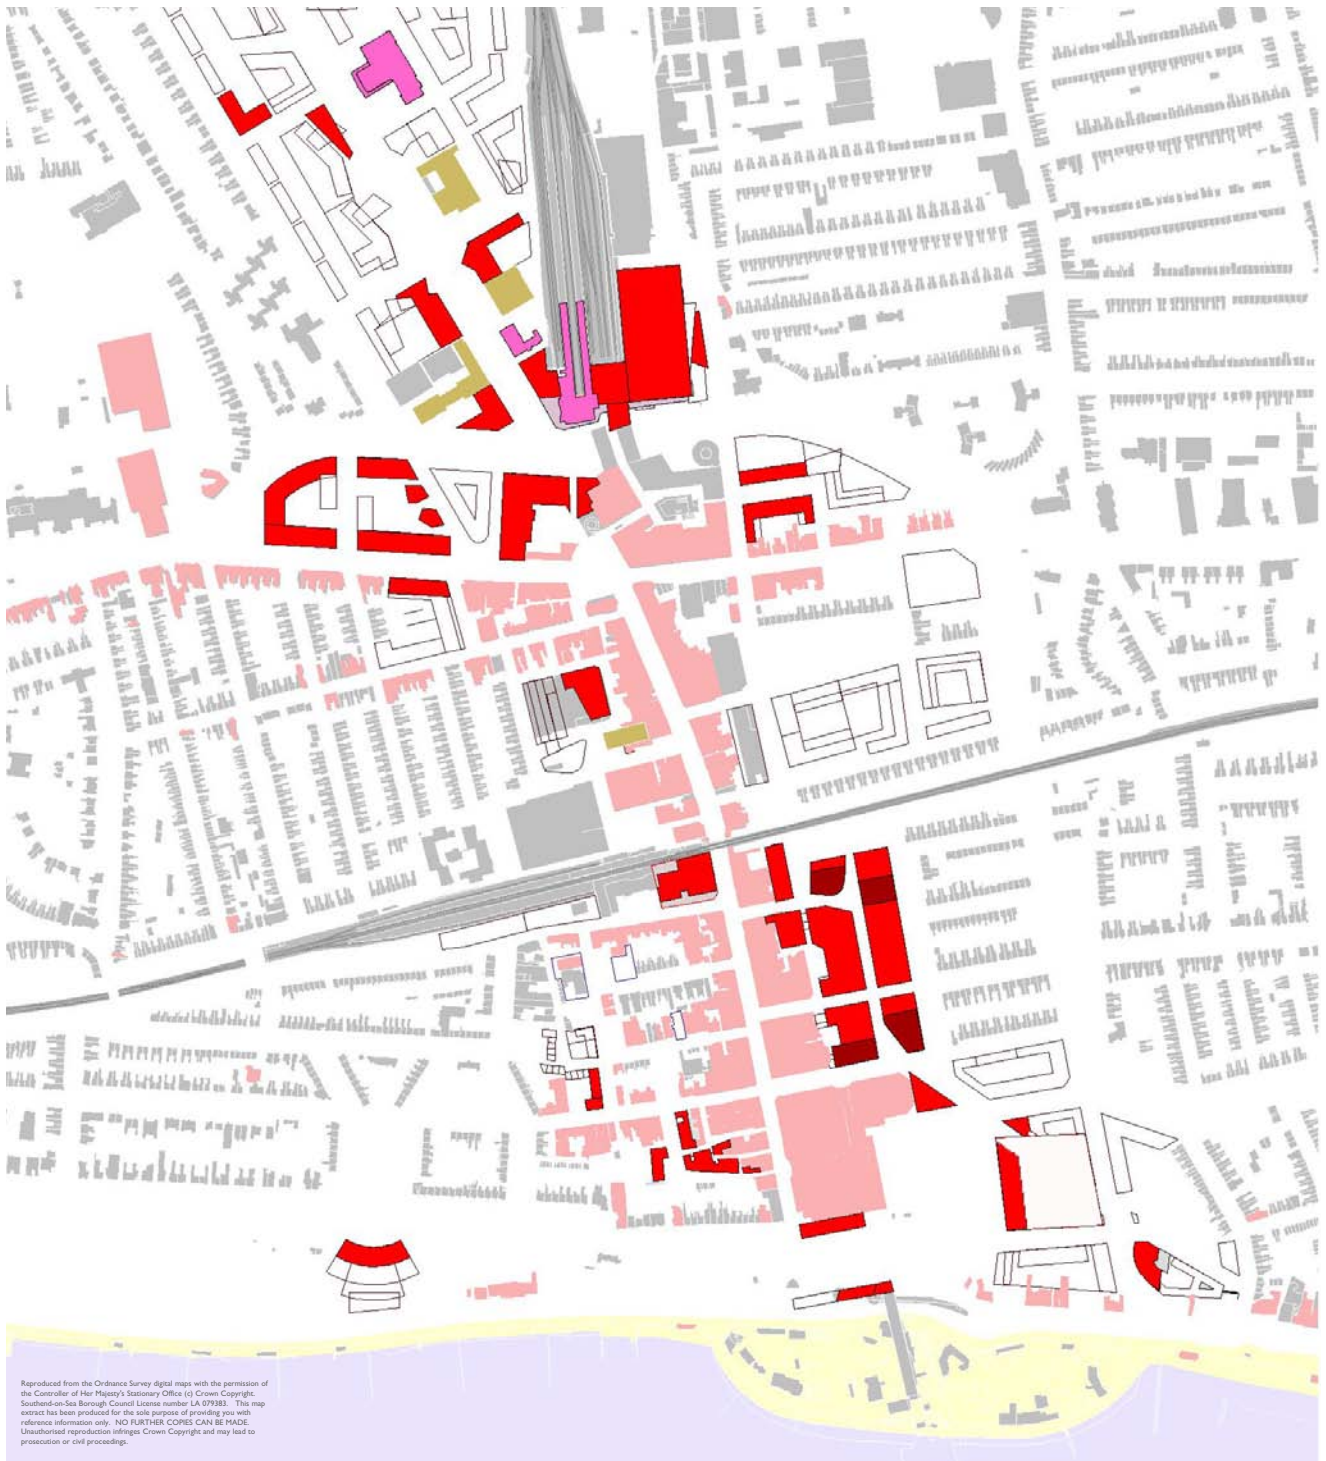 Reproduced from the Ordnance Survey digital maps with the permission of
the Controller of Her Majesty's Stationary Office (c) Crown Copyright.
Southend-on-Sea Borough Council License number LA 079383. This map
extract has been produced for the sole purpose of providing you with
reference information only. NO FURTHER COPIES CAN BE MADE.
Unauthorised reproduction infringes Crown Copyright and may lead to
prosecution or civil proceedings.